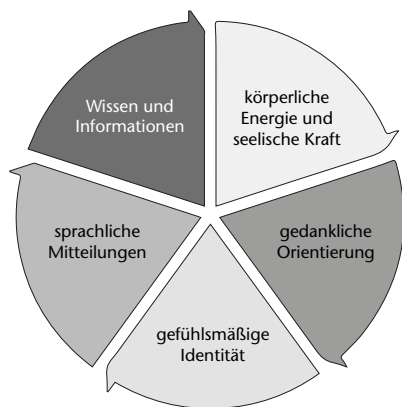 Wissen und
Informationen
körperliche
Energie und
seelische Kraft
gedankliche
Orientierung
gefühlsmäßige
Identität
sprachliche
Mitteilungen